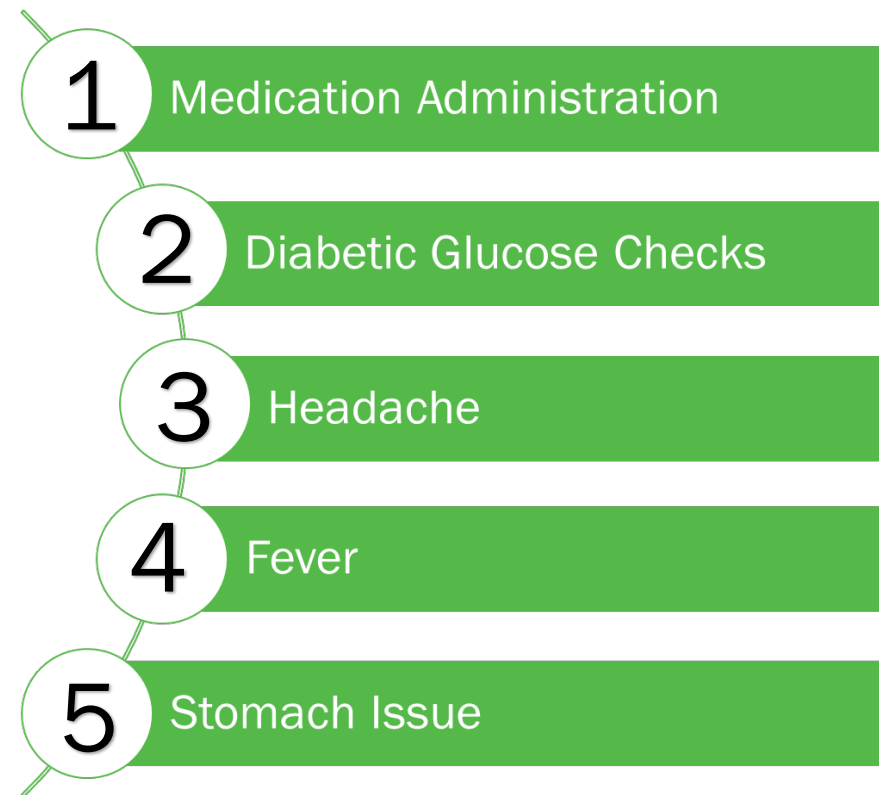 1 Medication Administration
2 Diabetic Glucose Checks
3 Headache
4 Fever
5 Stomach Issue